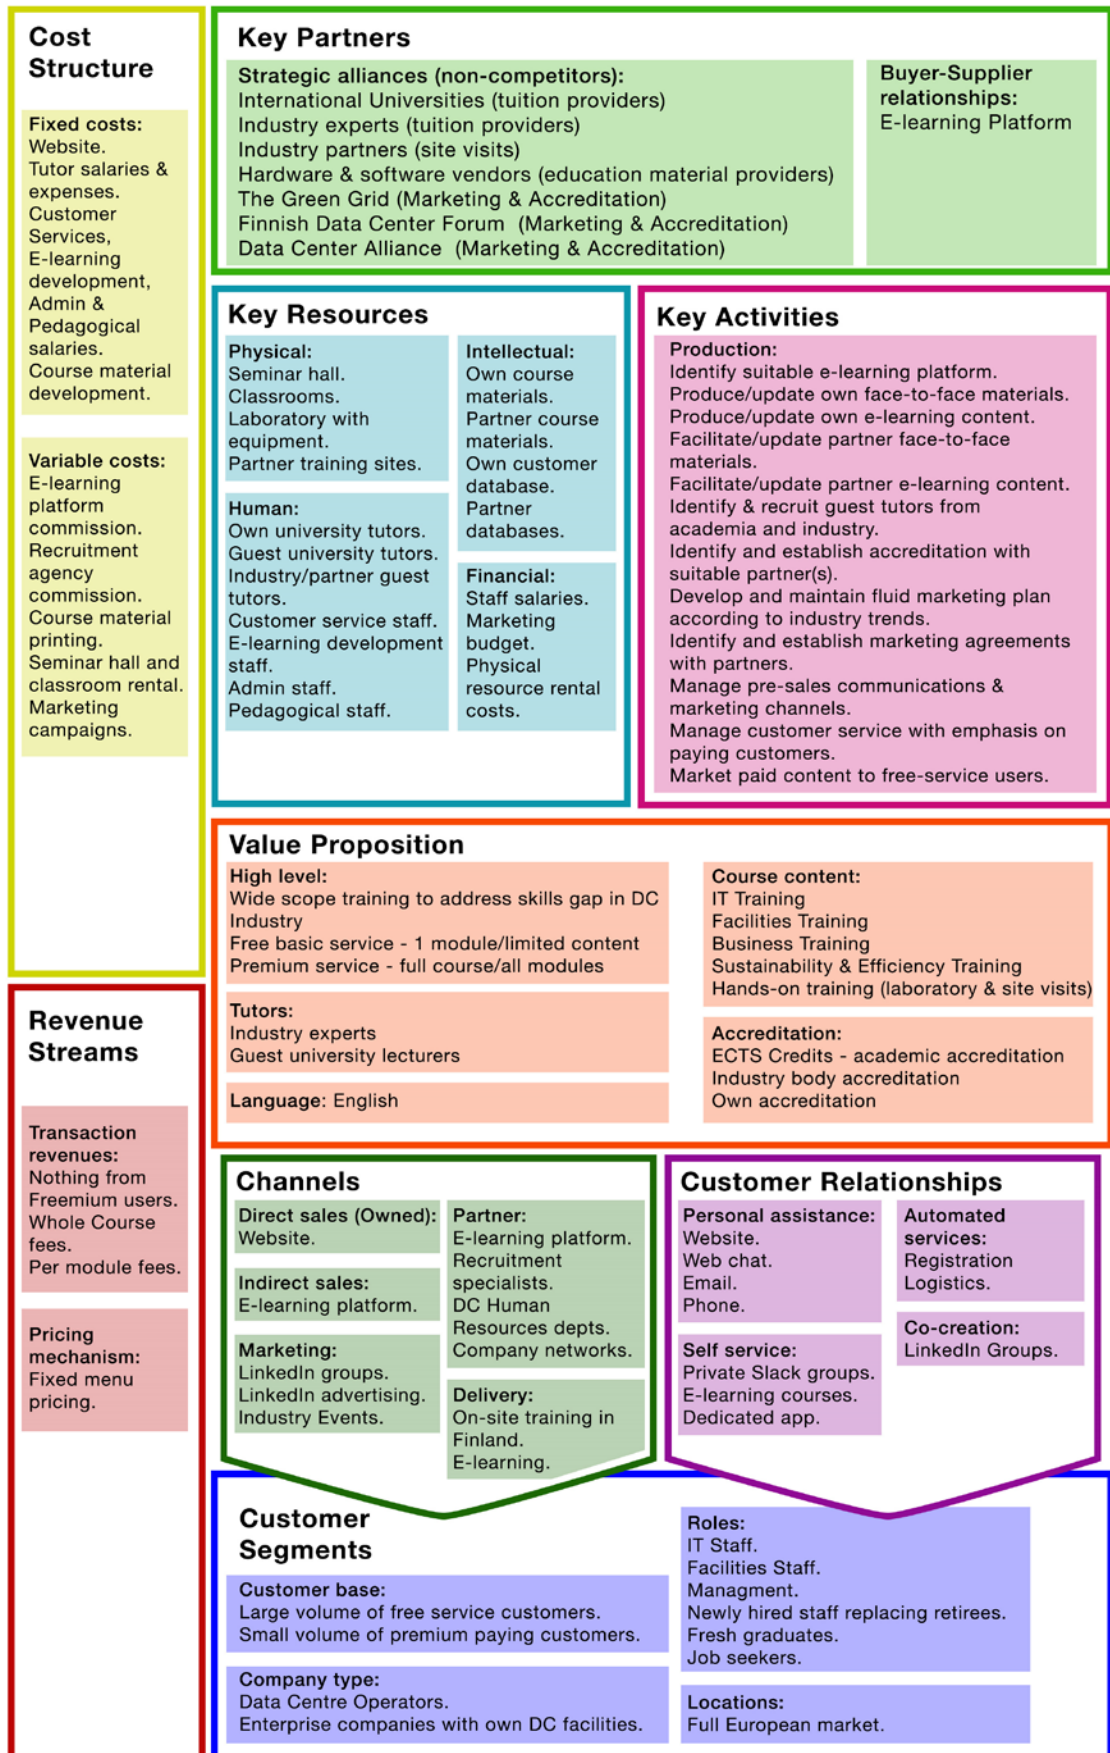 Cost
Structure
Fixed costs:
Website.
Tutor salaries &
expenses.
Customer
Services,
E-learning
development,
Admin &
Pedagogical
salaries.
Course material
development.
Variable costs:
E-learning
platform
commission.
Recruitment
agency
commission.
Course material
printing.
Seminar hall and
classroom rental.
Marketing
campaigns.
Key Partners
Strategic alliances (non-competitors):
International Universities (tuition providers)
Industry experts (tuition providers)
Industry partners (site visits)
Hardware & software vendors (education material providers)
The Green Grid (Marketing & Accreditation)
Finnish Data Center Forum (Marketing & Accreditation)
Data Center Alliance (Marketing & Accreditation)
Buyer-Supplier
relationships:
E-learning Platform
Key Resources
Physical:
Seminar hall.
Classrooms.
Laboratory with
equipment.
Partner training sites.
Human:
Own university tutors.
Guest university tutors.
Industry/partner guest
tutors.
Customer service staff.
E-learning development
staff.
Admin staff.
Pedagogical staff.
Intellectual:
Own course
materials.
Partner course
materials.
Own customer
database.
Partner
databases.
Financial:
Staff salaries.
Marketing
budget.
Physical
resource rental
costs.
Key Activities
Production:
Identify suitable e-learning platform.
Produce/update own face-to-face materials.
Produce/update own e-learning content.
Facilitate/update partner face-to-face
materials.
Facilitate/update partner e-learning content.
Identify & recruit guest tutors from
academia and industry.
Identify and establish accreditation with
suitable partner(s).
Develop and maintain fluid marketing plan
according to industry trends.
Identify and establish marketing agreements
with partners.
Manage pre-sales communications &
marketing channels.
Manage customer service with emphasis on
paying customers.
Market paid content to free-service users.
Value Proposition
High level:
Wide scope training to address skills gap in DC
Industry
Free basic service - 1 module/limited content
Premium service - full course/all modules
Tutors:
Industry experts
Guest university lecturers
Language: English
Course content:
IT Training
Facilities Training
Business Training
Sustainability & Efficiency Training
Hands-on training (laboratory & site visits)
Accreditation:
ECTS Credits - academic accreditation
Industry body accreditation
Own accreditation
Revenue
Streams
Transaction
revenues:
Nothing from
Freemium users.
Whole Course
fees.
Per module fees.
Pricing
mechanism:
Fixed menu
pricing.
Channels
Direct sales (Owned):
Website.
Indirect sales:
E-learning platform.
Marketing:
LinkedIn groups.
LinkedIn advertising.
Industry Events.
Partner:
E-learning platform.
Recruitment
specialists.
DC Human
Resources depts.
Company networks.
Delivery:
On-site training in
Finland.
E-learning.
Customer Relationships
Personal assistance:
Website.
Web chat.
Email.
Phone.
Self service:
Private Slack groups.
E-learning courses.
Dedicated app.
Automated
services:
Registration
Logistics.
Co-creation:
LinkedIn Groups.
Customer
Segments
Customer base:
Large volume of free service customers.
Small volume of premium paying customers.
Company type:
Data Centre Operators.
Enterprise companies with own DC facilities.
Roles:
IT Staff.
Facilities Staff.
Managment.
Newly hired staff replacing retirees.
Fresh graduates.
Job seekers.
Locations:
Full European market.